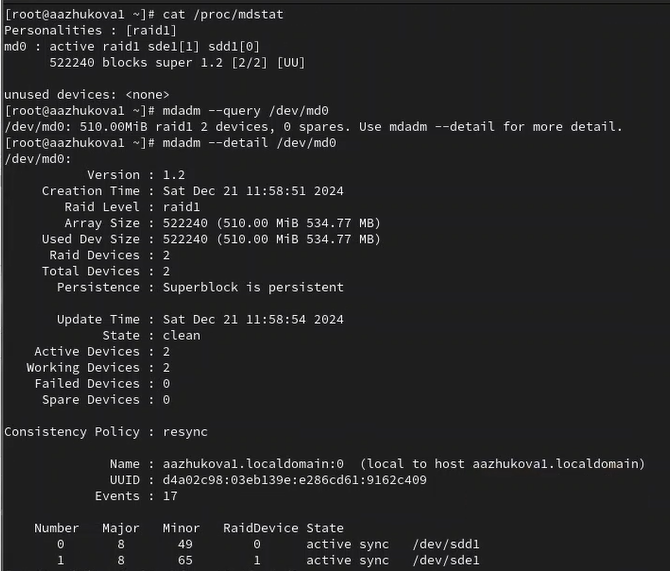 [root@aazhukova1 ~]# cat /proc/mdstat
Personalities : [raid1]
md0 : active raid1 sde1[1] sdd1[0]
      522240 blocks super 1.2 [2/2] [UU]

unused devices: <none>
[root@aazhukova1 ~]# mdadm --query /dev/md0
/dev/md0: 510.00MiB raid1 2 devices, 0 spares. Use mdadm --detail for more detail.
[root@aazhukova1 ~]# mdadm --detail /dev/md0
/dev/md0:
           Version : 1.2
     Creation Time : Sat Dec 21 11:58:51 2024
        Raid Level : raid1
        Array Size : 522240 (510.00 MiB 534.77 MB)
     Used Dev Size : 522240 (510.00 MiB 534.77 MB)
      Raid Devices : 2
     Total Devices : 2
       Persistence : Superblock is persistent

       Update Time : Sat Dec 21 11:58:54 2024
             State : clean
    Active Devices : 2
   Working Devices : 2
    Failed Devices : 0
     Spare Devices : 0

Consistency Policy : resync

              Name : aazhukova1.localdomain:0  (local to host aazhukova1.localdomain)
              UUID : d4a02c98:03eb139e:e286cd61:9162c409
            Events : 17

    Number   Major   Minor   RaidDevice State
       0       8       49        0      active sync   /dev/sdd1
       1       8       65        1      active sync   /dev/sde1